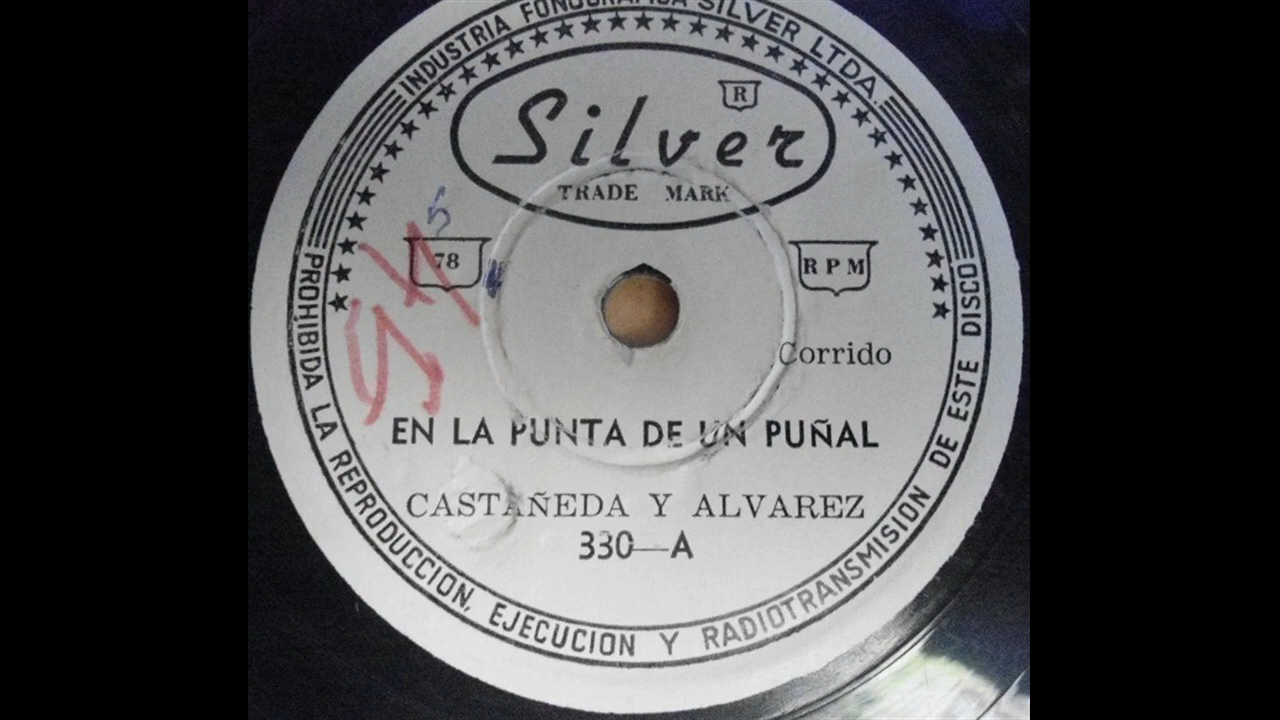 INDUSTRIA FONOGRAFICA SILVER LTDA.
R
Silver
TRADE MARK
5
78
RPM
Corrido
EN LA PUNTA DE UN PUÑAL
CASTAÑEDA Y ALVAREZ
330—A
PROHIBIDA LA REPRODUCCION, EJECUCION Y RADIOTRANSMISION DE ESTE DISCO